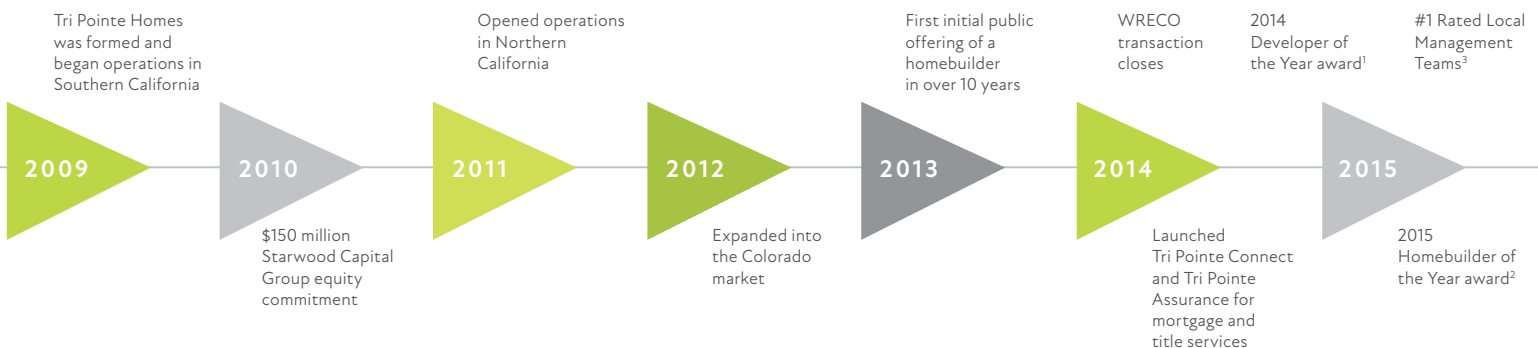 Tri Pointe Homes
was formed and
began operations in
Southern California
2009
2010
$150 million
Starwood Capital
Group equity
commitment
Opened operations
in Northern
California
2011
2012
Expanded into
the Colorado
market
First initial public
offering of a
homebuilder
in over 10 years
2013
WRECO
transaction
closes
2014
Developer of
the Year award¹
2014
Launched
Tri Pointe Connect
and Tri Pointe
Assurance for
mortgage and
title services
#1 Rated Local
Management
Teams³
2015
2015
Homebuilder of
the Year award²